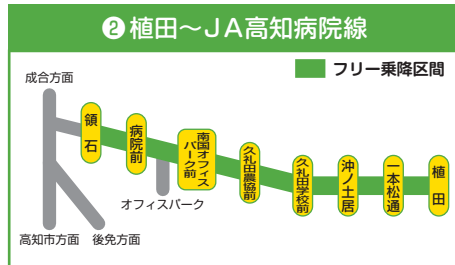 ❷植田～ＪＡ高知病院線
フリー乗降区間
成合方面
領石
病院前
南国オフィス
パーク前
久礼田農協前
久礼田学校前
沖ノ土居
一本松通
植田
オフィスパーク
高知市方面
後免方面